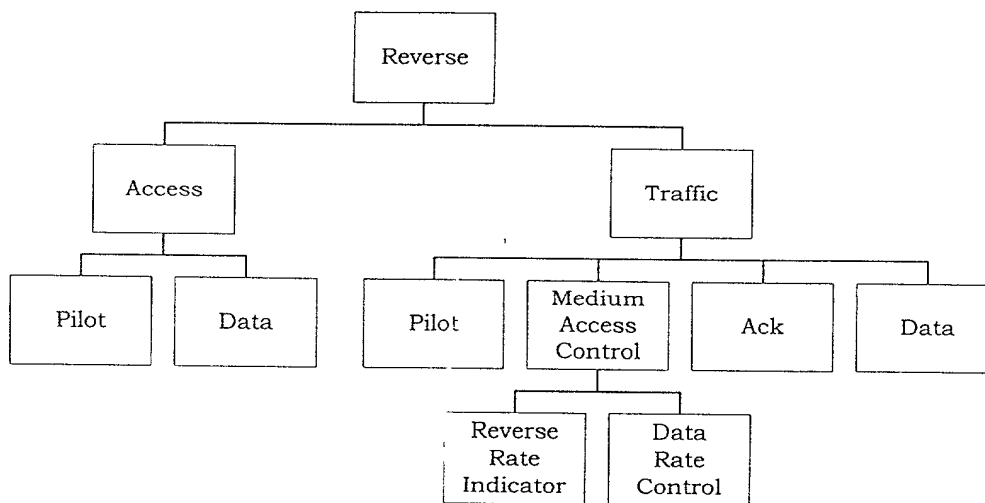 Reverse
Access
Traffic
Pilot
Data
Pilot
Medium
Access
Control
Ack
Data
Reverse
Rate
Indicator
Data
Rate
Control